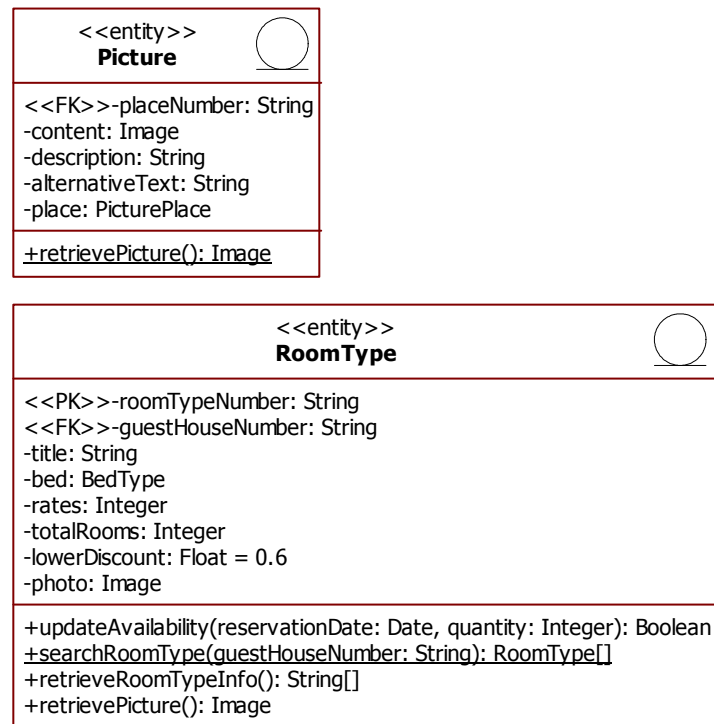 <<entity>>
Picture
<<FK>>-placeNumber: String
-content: Image
-description: String
-alternativeText: String
-place: PicturePlace
+retrievePicture(): Image
<<entity>>
RoomType
<<PK>>-roomTypeNumber: String
<<FK>>-guestHouseNumber: String
-title: String
-bed: BedType
-rates: Integer
-totalRooms: Integer
-lowerDiscount: Float = 0.6
-photo: Image
+updateAvailability(reservationDate: Date, quantity: Integer): Boolean
+searchRoomType(guestHouseNumber: String): RoomType[]
+retrieveRoomTypeInfo(): String[]
+retrievePicture(): Image